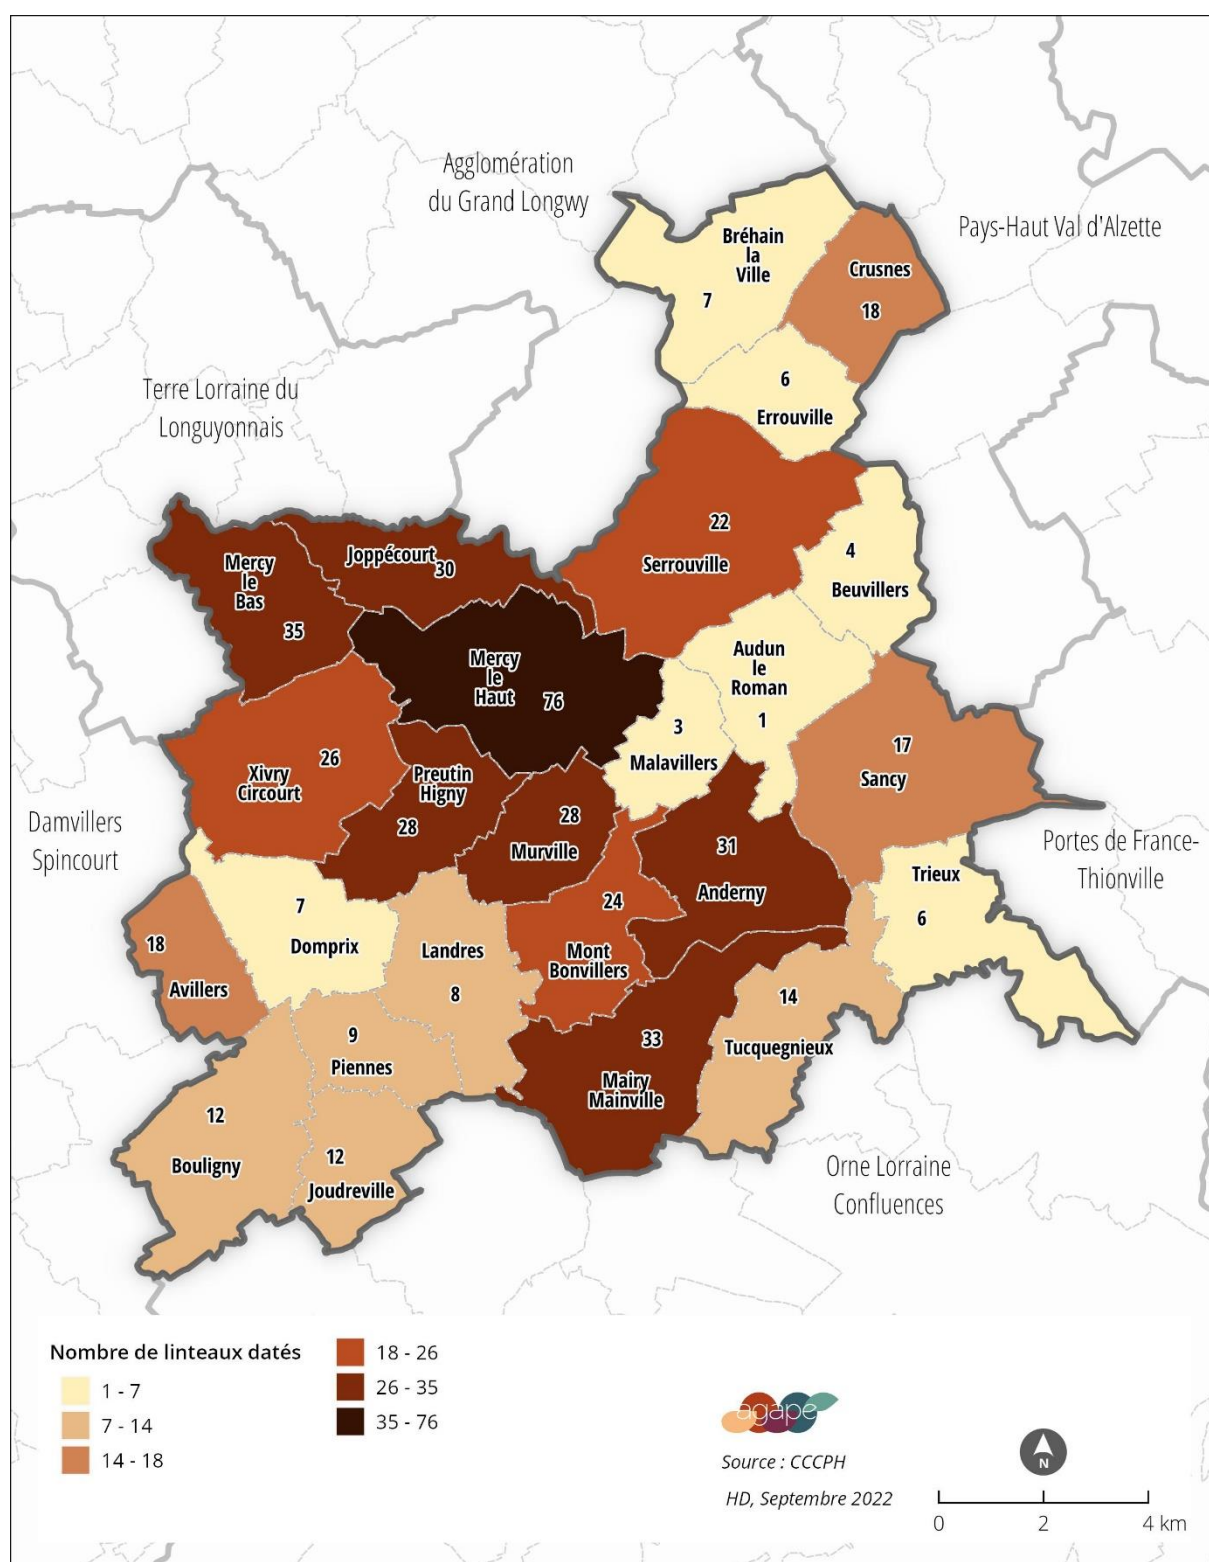 Agglomération
du Grand Longwy
Pays-Haut Val d'Alzette
Bréhain
la
Ville
7
Crusnes
18
6
Errouville
Terre Lorraine du
Longuyonnais
22
Serrouville
4
Beuvillers
Joppécourt
30
Mercy
le
Bas
35
Mercy
le
Haut
76
Audun
le
Roman
1
3
Malavillers
17
Sancy
26
Xivry
Circourt
Preutin
Higny
28
28
Murville
31
Anderny
Damvillers
Spincourt
Portes de France-
Thionville
Trieux
6
7
Domprix
18
Avillers
Landres
8
24
Mont
Bonvillers
14
Tucquegnieux
9
Piennes
33
Mairy
Mainville
12
Bouligny
12
Joudreville
Orne Lorraine
Confluences
Nombre de linteaux datés
1 - 7
7 - 14
14 - 18
18 - 26
26 - 35
35 - 76
agape
Source : CCCPH
HD, Septembre 2022
N
0 2 4 km